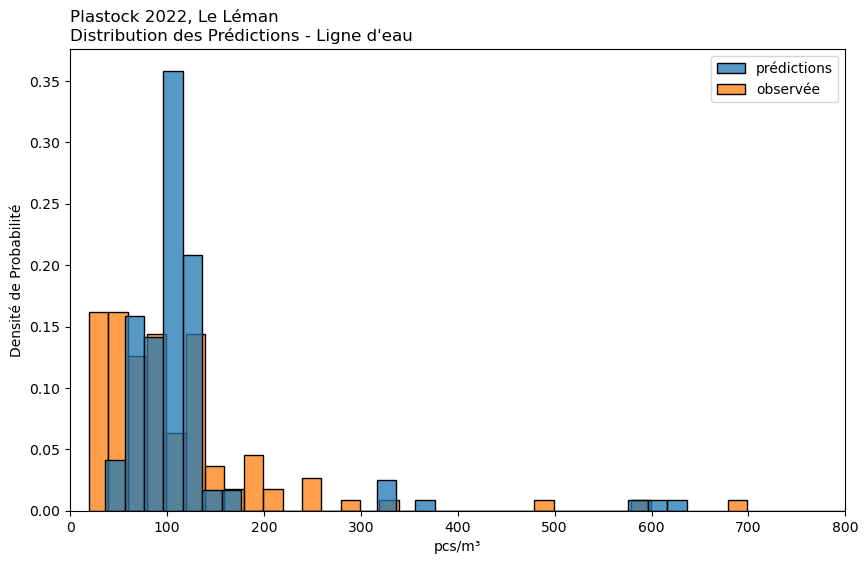 Plastock 2022, Le Léman
Distribution des Prédictions - Ligne d'eau
prédictions
observée
Densité de Probabilité
0.35
0.30
0.25
0.20
0.15
0.10
0.05
0.00
0 100 200 300 400 500 600 700 800
pcs/m³